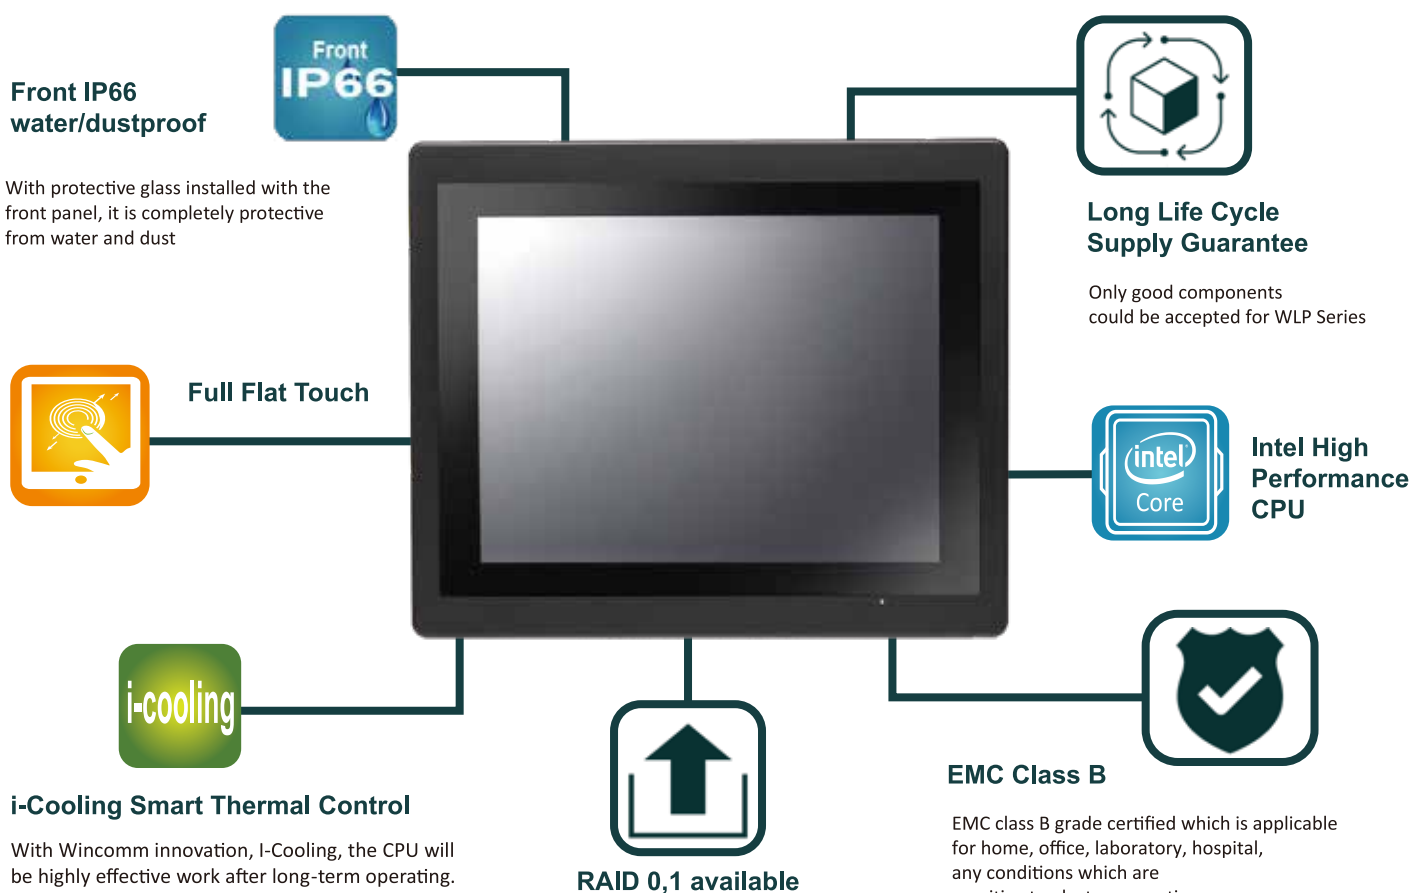 Front
IP66
Front IP66
water/dustproof
With protective glass installed with the
front panel, it is completely protective
from water and dust
Long Life Cycle
Supply Guarantee
Only good components
could be accepted for WLP Series
Full Flat Touch
intel
Core
Intel High
Performance
CPU
i-cooling
i-Cooling Smart Thermal Control
With Wincomm innovation, I-Cooling, the CPU will
be highly effective work after long-term operating.
RAID 0,1 available
EMC Class B
EMC class B grade certified which is applicable
for home, office, laboratory, hospital,
any conditions which are